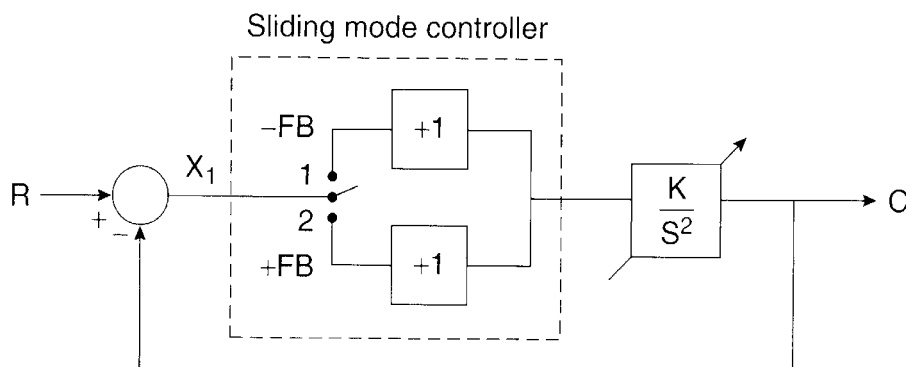 Sliding mode controller
−FB
+1
X₁
1
R
+
−
2
K
S²
C
+FB
+1